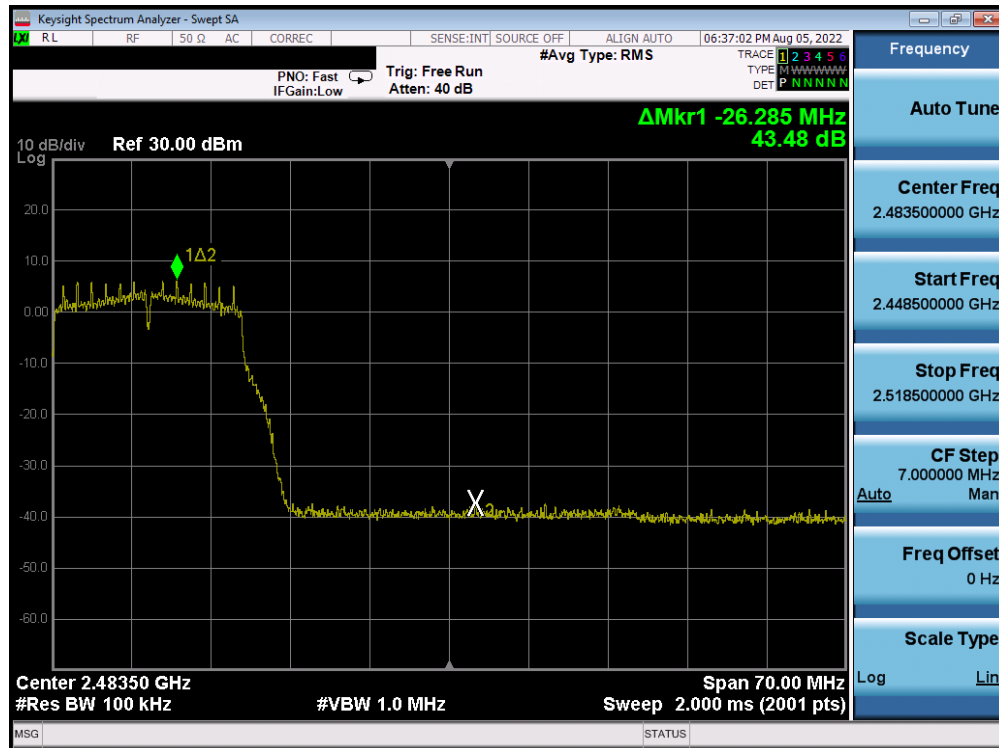 Keysight Spectrum Analyzer - Swept SA
LXI RL RF 50 Ω AC CORREC SENSE:INT SOURCE OFF ALIGN AUTO 06:37:02 PM Aug 05, 2022
#Avg Type: RMS
TRACE 1 2 3 4 5 6
TYPE M WWWWW
DET P N N N N N
PNO: Fast
IFGain:Low
Trig: Free Run
Atten: 40 dB
ΔMkr1 -26.285 MHz
43.48 dB
10 dB/div
Log
Ref 30.00 dBm
20.0
10.0
0.00
-10.0
-20.0
-30.0
-40.0
-50.0
-60.0
1Δ2
X2
Center 2.48350 GHz
Span 70.00 MHz
#Res BW 100 kHz
#VBW 1.0 MHz
Sweep 2.000 ms (2001 pts)
MSG
STATUS
Frequency
Auto Tune
Center Freq
2.483500000 GHz
Start Freq
2.448500000 GHz
Stop Freq
2.518500000 GHz
CF Step
7.000000 MHz
Auto Man
Freq Offset
0 Hz
Scale Type
Log Lin